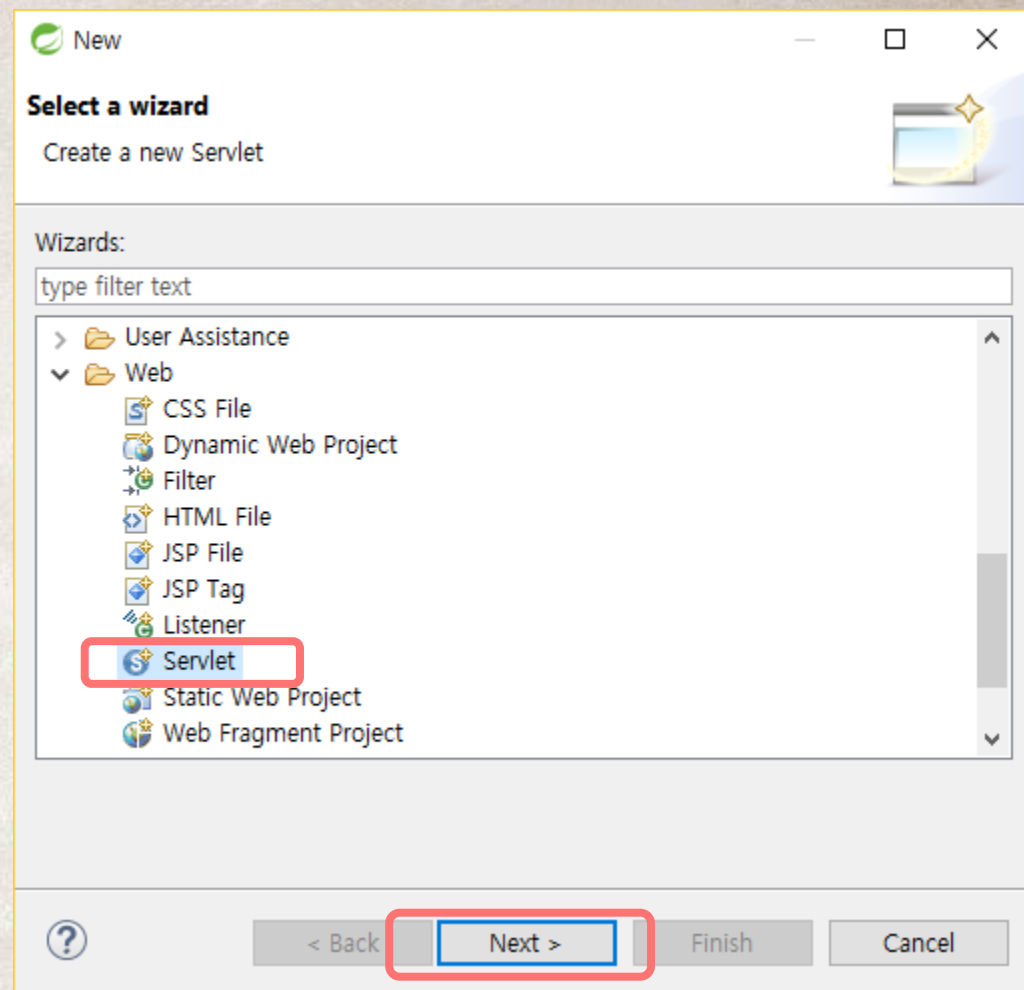 New
Select a wizard
Create a new Servlet
Wizards:
type filter text
User Assistance
Web
CSS File
Dynamic Web Project
Filter
HTML File
JSP File
JSP Tag
Listener
Servlet
Static Web Project
Web Fragment Project
? < Back Next > Finish Cancel